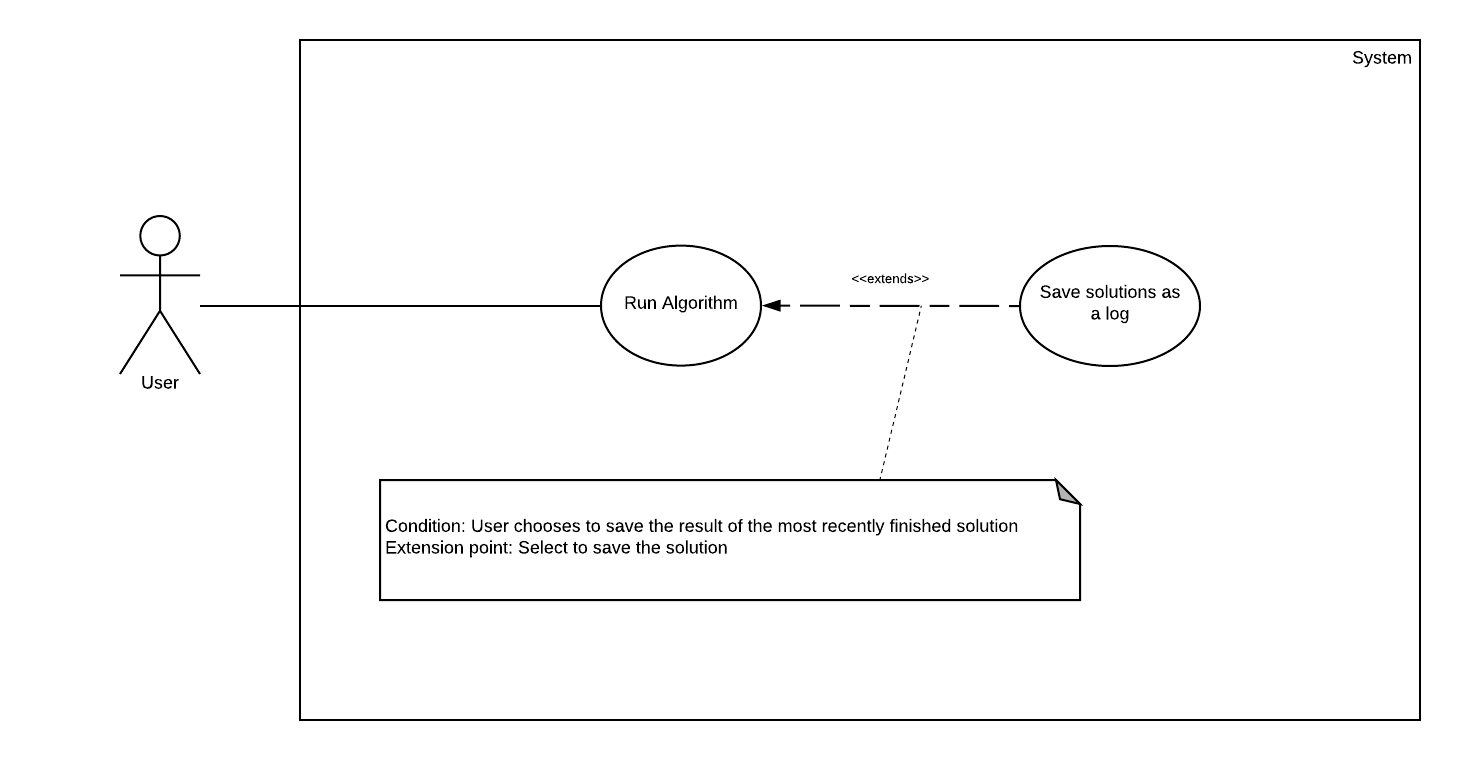 System
User
Run Algorithm
<<extends>>
Save solutions as
a log
Condition: User chooses to save the result of the most recently finished solution
Extension point: Select to save the solution